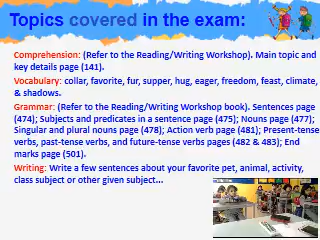 Topics covered in the exam:
Comprehension: (Refer to the Reading/Writing Workshop). Main topic and
key details page (141).
Vocabulary: collar, favorite, fur, supper, hug, eager, freedom, feast, climate,
& shadows.
Grammar: (Refer to the Reading/Writing Workshop book). Sentences page
(474); Subjects and predicates in a sentence page (475); Nouns page (477);
Singular and plural nouns page (478); Action verb page (481); Present-tense
verbs, past-tense verbs, and future-tense verbs pages (482 & 483); End
marks page (501).
Writing: Write a few sentences about your favorite pet, animal, activity,
class subject or other given subject...